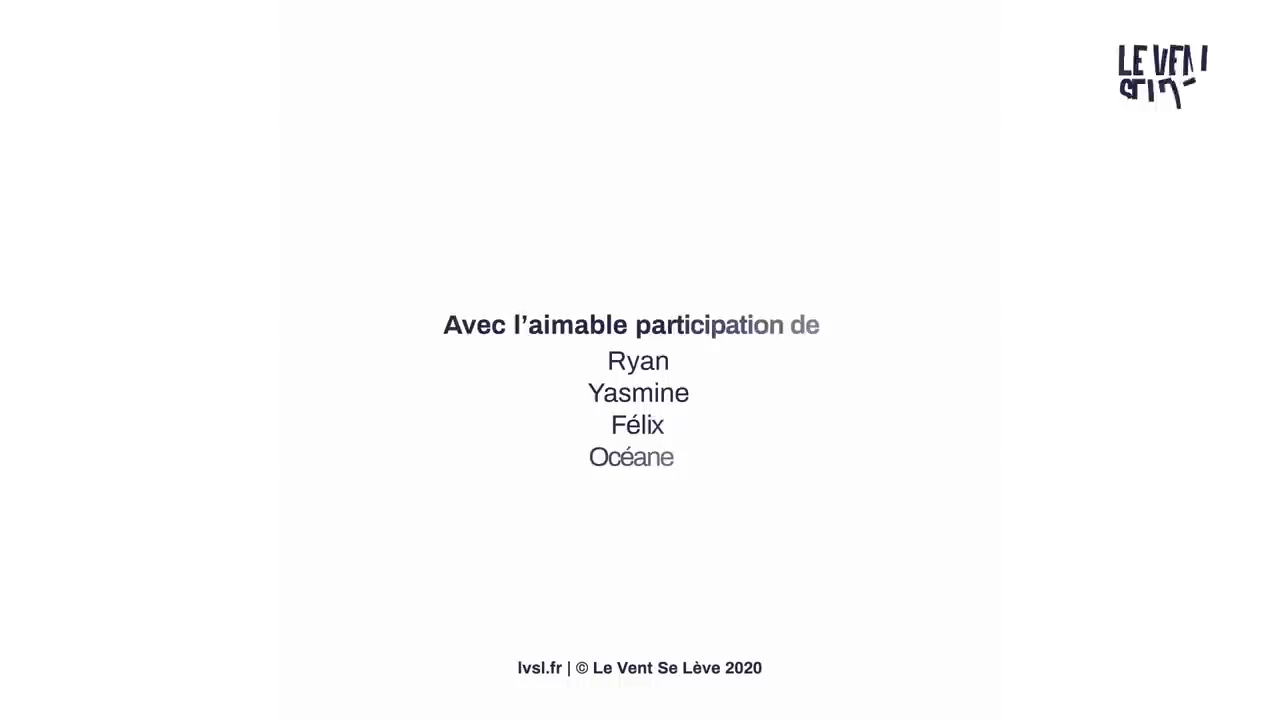 Avec l’aimable participation de
Ryan
Yasmine
Félix
Océane
lvsl.fr | © Le Vent Se Lève 2020